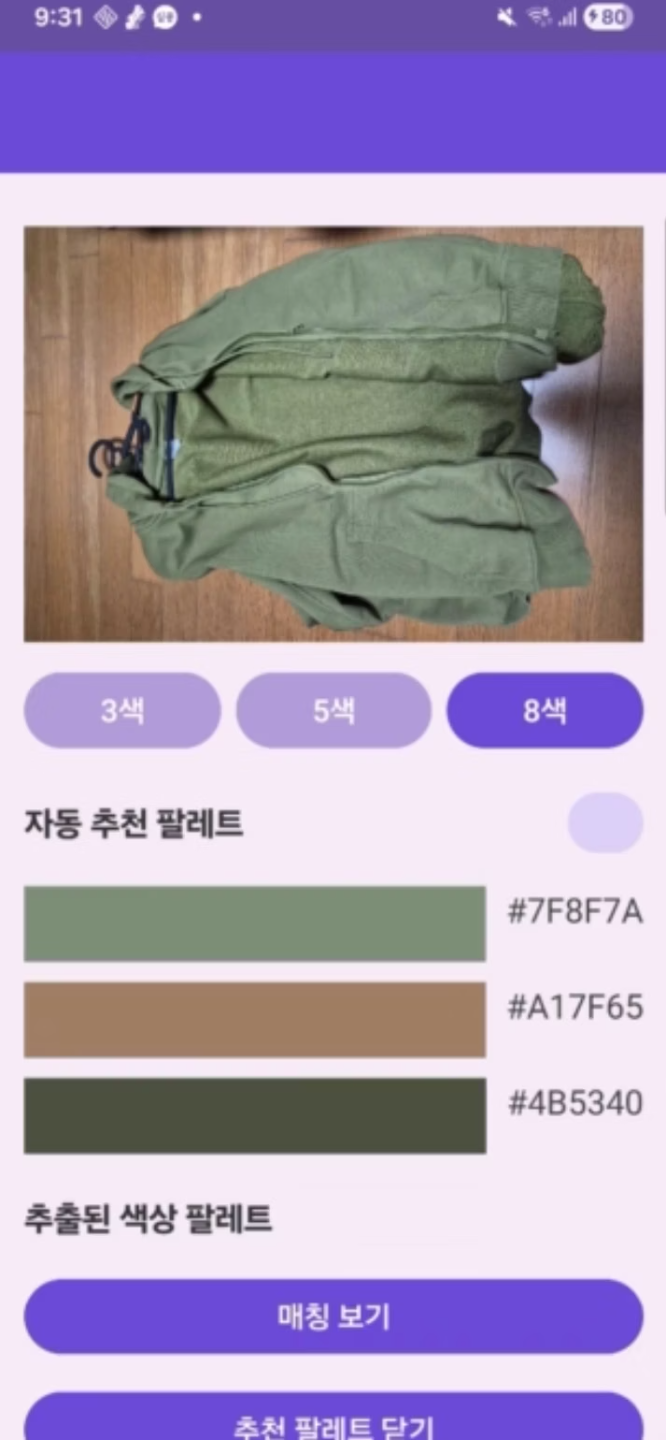 9:31
80
3색 5색 8색
자동 추천 팔레트
#7F8F7A
#A17F65
#4B5340
추출된 색상 팔레트
매칭 보기
추천 팔레트 닫기